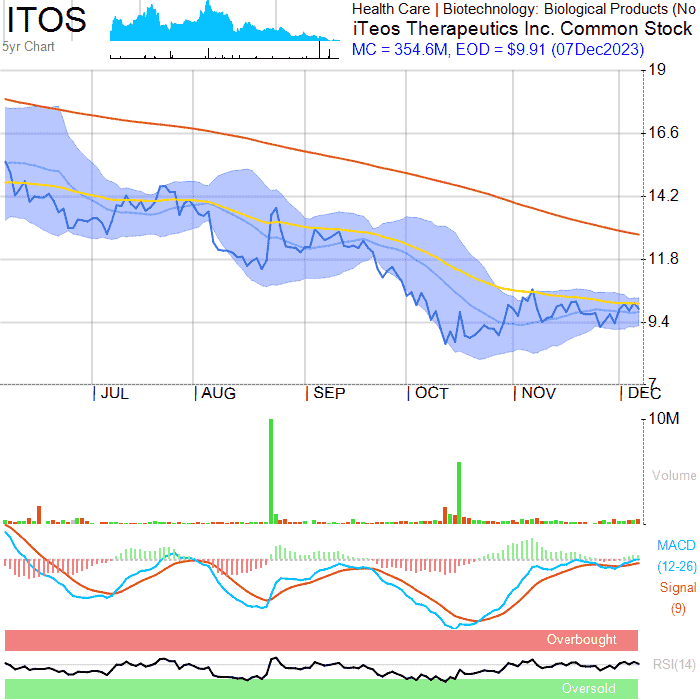 ITOS
5yr Chart
Health Care | Biotechnology: Biological Products (No
iTeos Therapeutics Inc. Common Stock
MC = 354.6M, EOD = $9.91 (07Dec2023)
19
16.6
14.2
11.8
9.4
7
JUL
AUG
SEP
OCT
NOV
DEC
10M
Volume
MACD
(12-26)
Signal
(9)
Overbought
RSI(14)
Oversold